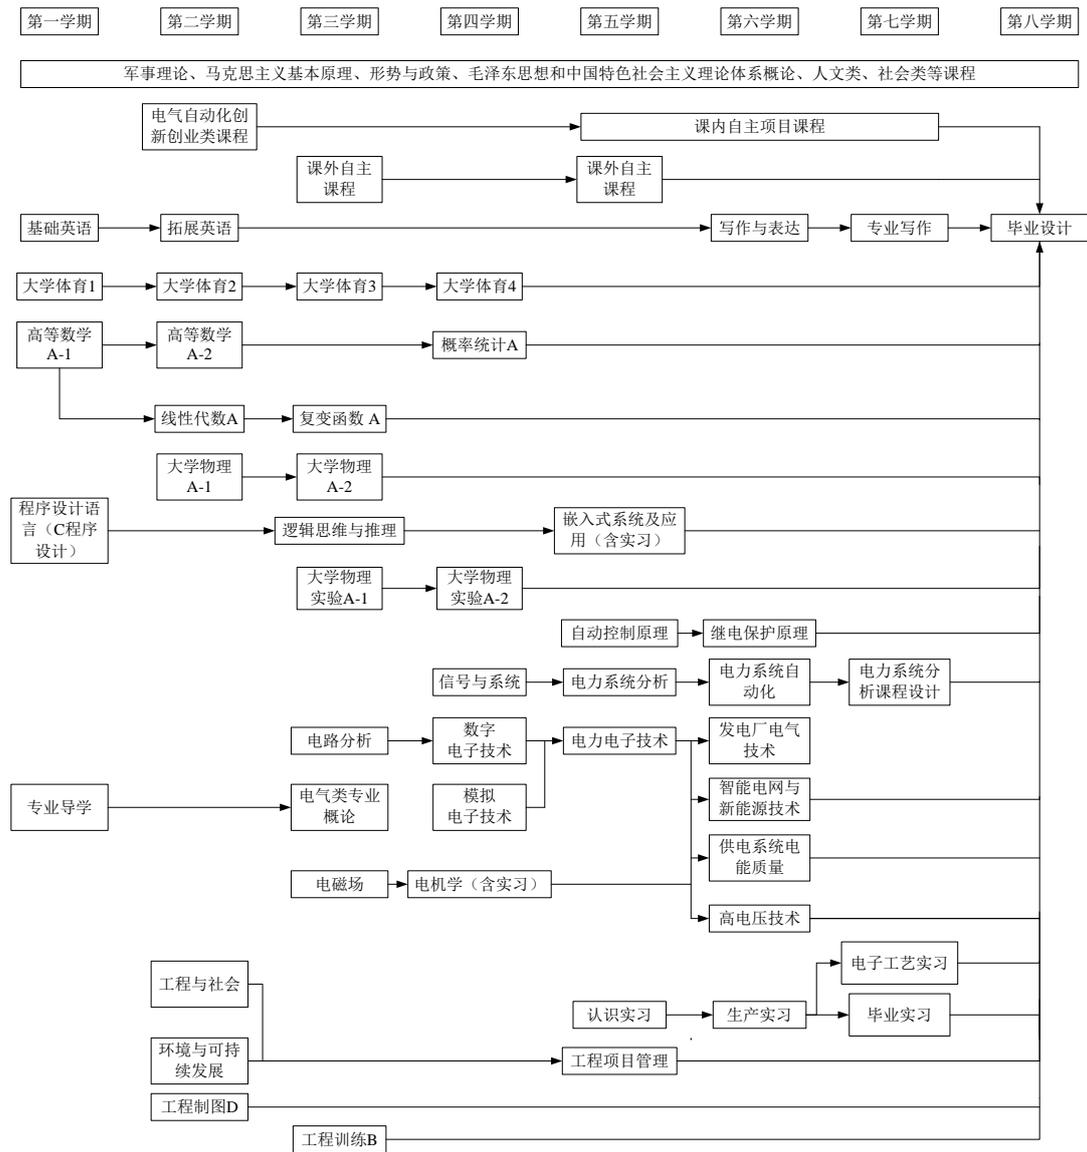 第一学期
第二学期
第三学期
第四学期
第五学期
第六学期
第七学期
第八学期
军事理论、马克思主义基本原理、形势与政策、毛泽东思想和中国特色社会主义理论体系概论、人文类、社会类等课程
电气自动化创
新创业类课程
课内自主项目课程
课外自主
课程
课外自主
课程
基础英语
拓展英语
写作与表达
专业写作
毕业设计
大学体育1
大学体育2
大学体育3
大学体育4
高等数学
A-1
高等数学
A-2
概率统计A
线性代数A
复变函数 A
大学物理
A-1
大学物理
A-2
程序设计语
言（C程序
设计）
逻辑思维与推理
嵌入式系统及应
用（含实习）
大学物理
实验A-1
大学物理
实验A-2
自动控制原理
继电保护原理
信号与系统
电力系统分析
电力系统自
动化
电力系统分
析课程设计
电路分析
数字
电子技术
电力电子技术
发电厂电气
技术
专业导学
电气类专业
概论
模拟
电子技术
智能电网与
新能源技术
供电系统电
能质量
电磁场
电机学（含实习）
高电压技术
电子工艺实习
工程与社会
认识实习
生产实习
毕业实习
环境与可持
续发展
工程项目管理
工程制图D
工程训练B